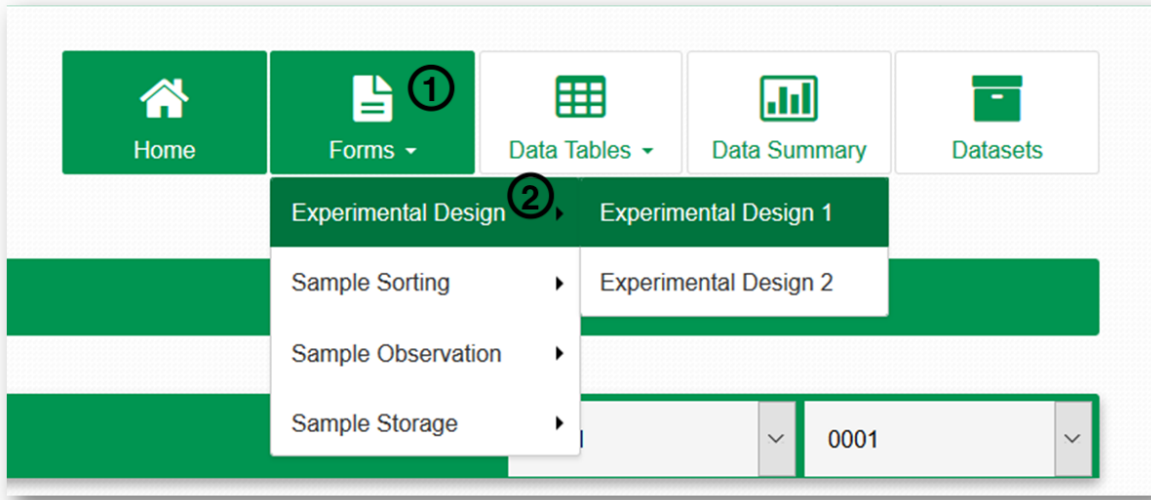 Home
Forms
1
Data Tables
Data Summary
Datasets
Experimental Design
2
Experimental Design 1
Sample Sorting
Experimental Design 2
Sample Observation
Sample Storage
0001